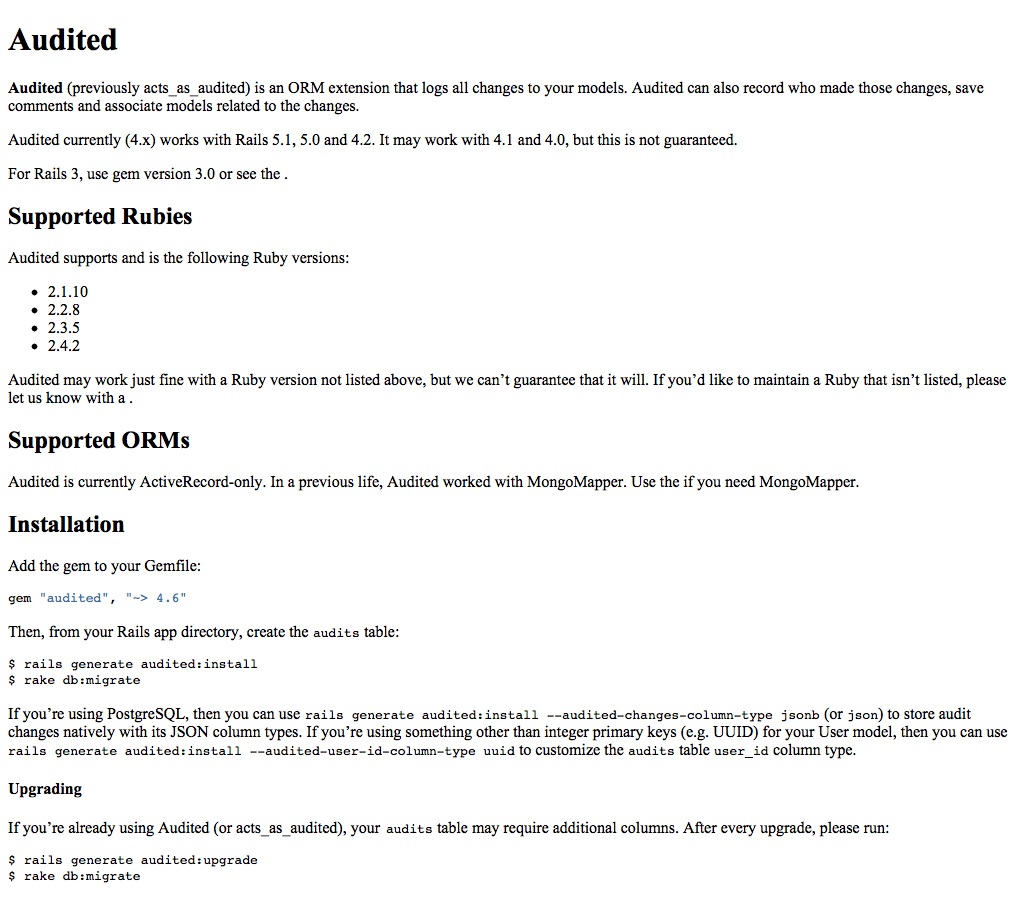 Audited
Audited (previously acts_as_audited) is an ORM extension that logs all changes to your models. Audited can also record who made those changes, save
comments and associate models related to the changes.
Audited currently (4.x) works with Rails 5.1, 5.0 and 4.2. It may work with 4.1 and 4.0, but this is not guaranteed.
For Rails 3, use gem version 3.0 or see the .
Supported Rubies
Audited supports and is the following Ruby versions:
• 2.1.10
• 2.2.8
• 2.3.5
• 2.4.2
Audited may work just fine with a Ruby version not listed above, but we can’t guarantee that it will. If you’d like to maintain a Ruby that isn’t listed, please
let us know with a .
Supported ORMs
Audited is currently ActiveRecord-only. In a previous life, Audited worked with MongoMapper. Use the if you need MongoMapper.
Installation
Add the gem to your Gemfile:
gem "audited", "~> 4.6"
Then, from your Rails app directory, create the audits table:
$ rails generate audited:install
$ rake db:migrate
If you’re using PostgreSQL, then you can use rails generate audited:install --audited-changes-column-type jsonb (or json) to store audit
changes natively with its JSON column types. If you’re using something other than integer primary keys (e.g. UUID) for your User model, then you can use
rails generate audited:install --audited-user-id-column-type uuid to customize the audits table user_id column type.
Upgrading
If you’re already using Audited (or acts_as_audited), your audits table may require additional columns. After every upgrade, please run:
$ rails generate audited:upgrade
$ rake db:migrate